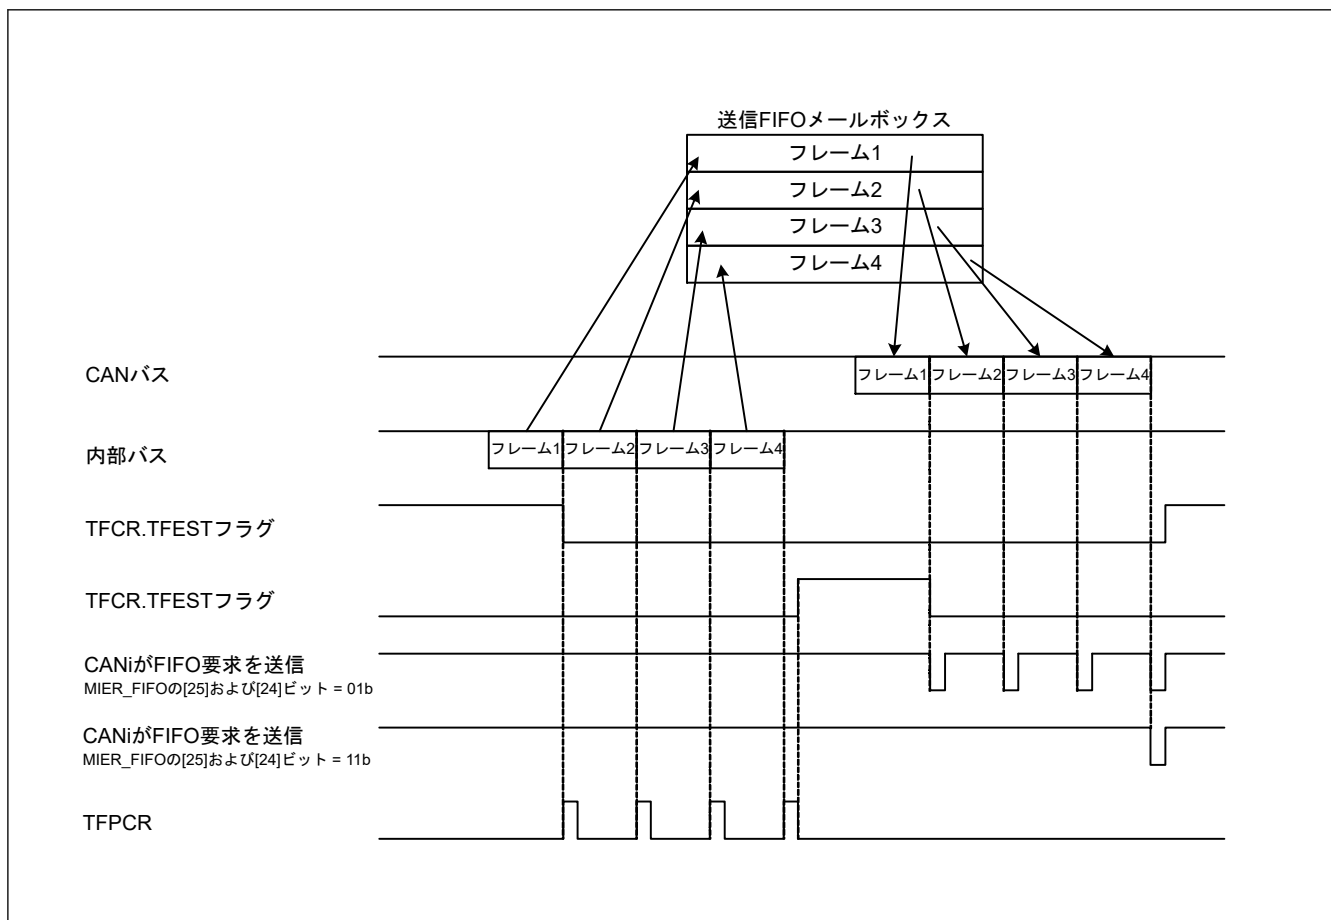 送信FIFOメールボックス
フレーム1
フレーム2
フレーム3
フレーム4
CANバス
フレーム1 フレーム2 フレーム3 フレーム4
内部バス
フレーム1 フレーム2 フレーム3 フレーム4
TFCR.TFESTフラグ
TFCR.TFESTフラグ
CANiがFIFO要求を送信
MIER_FIFOの[25]および[24]ビット = 01b
CANiがFIFO要求を送信
MIER_FIFOの[25]および[24]ビット = 11b
TFPCR